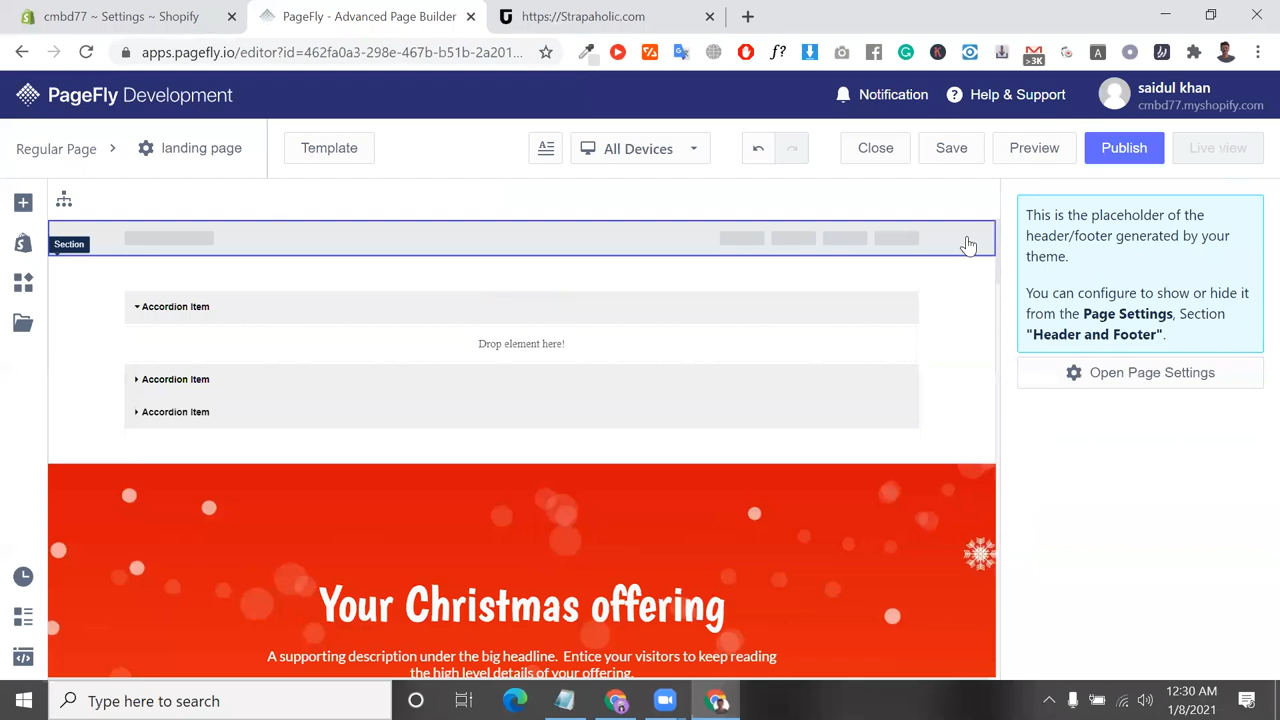 cmbd77 ~ Settings ~ Shopify
PageFly - Advanced Page Builder
https://Strapaholic.com
apps.pagefly.io/editor?id=462fa0a3-298e-467b-b51b-2a201...
>3K
PageFly Development
Notification
Help & Support
saidul khan
cmbd77.myshopify.com
Regular Page
landing page
Template
All Devices
Close
Save
Preview
Publish
Live view
Section
Accordion Item
Drop element here!
Accordion Item
Accordion Item
Your Christmas offering
A supporting description under the big headline. Entice your visitors to keep reading
the high level details of your offering.
This is the placeholder of the
header/footer generated by your
theme.
You can configure to show or hide it
from the Page Settings, Section
"Header and Footer".
Open Page Settings
Type here to search
12:30 AM
1/8/2021